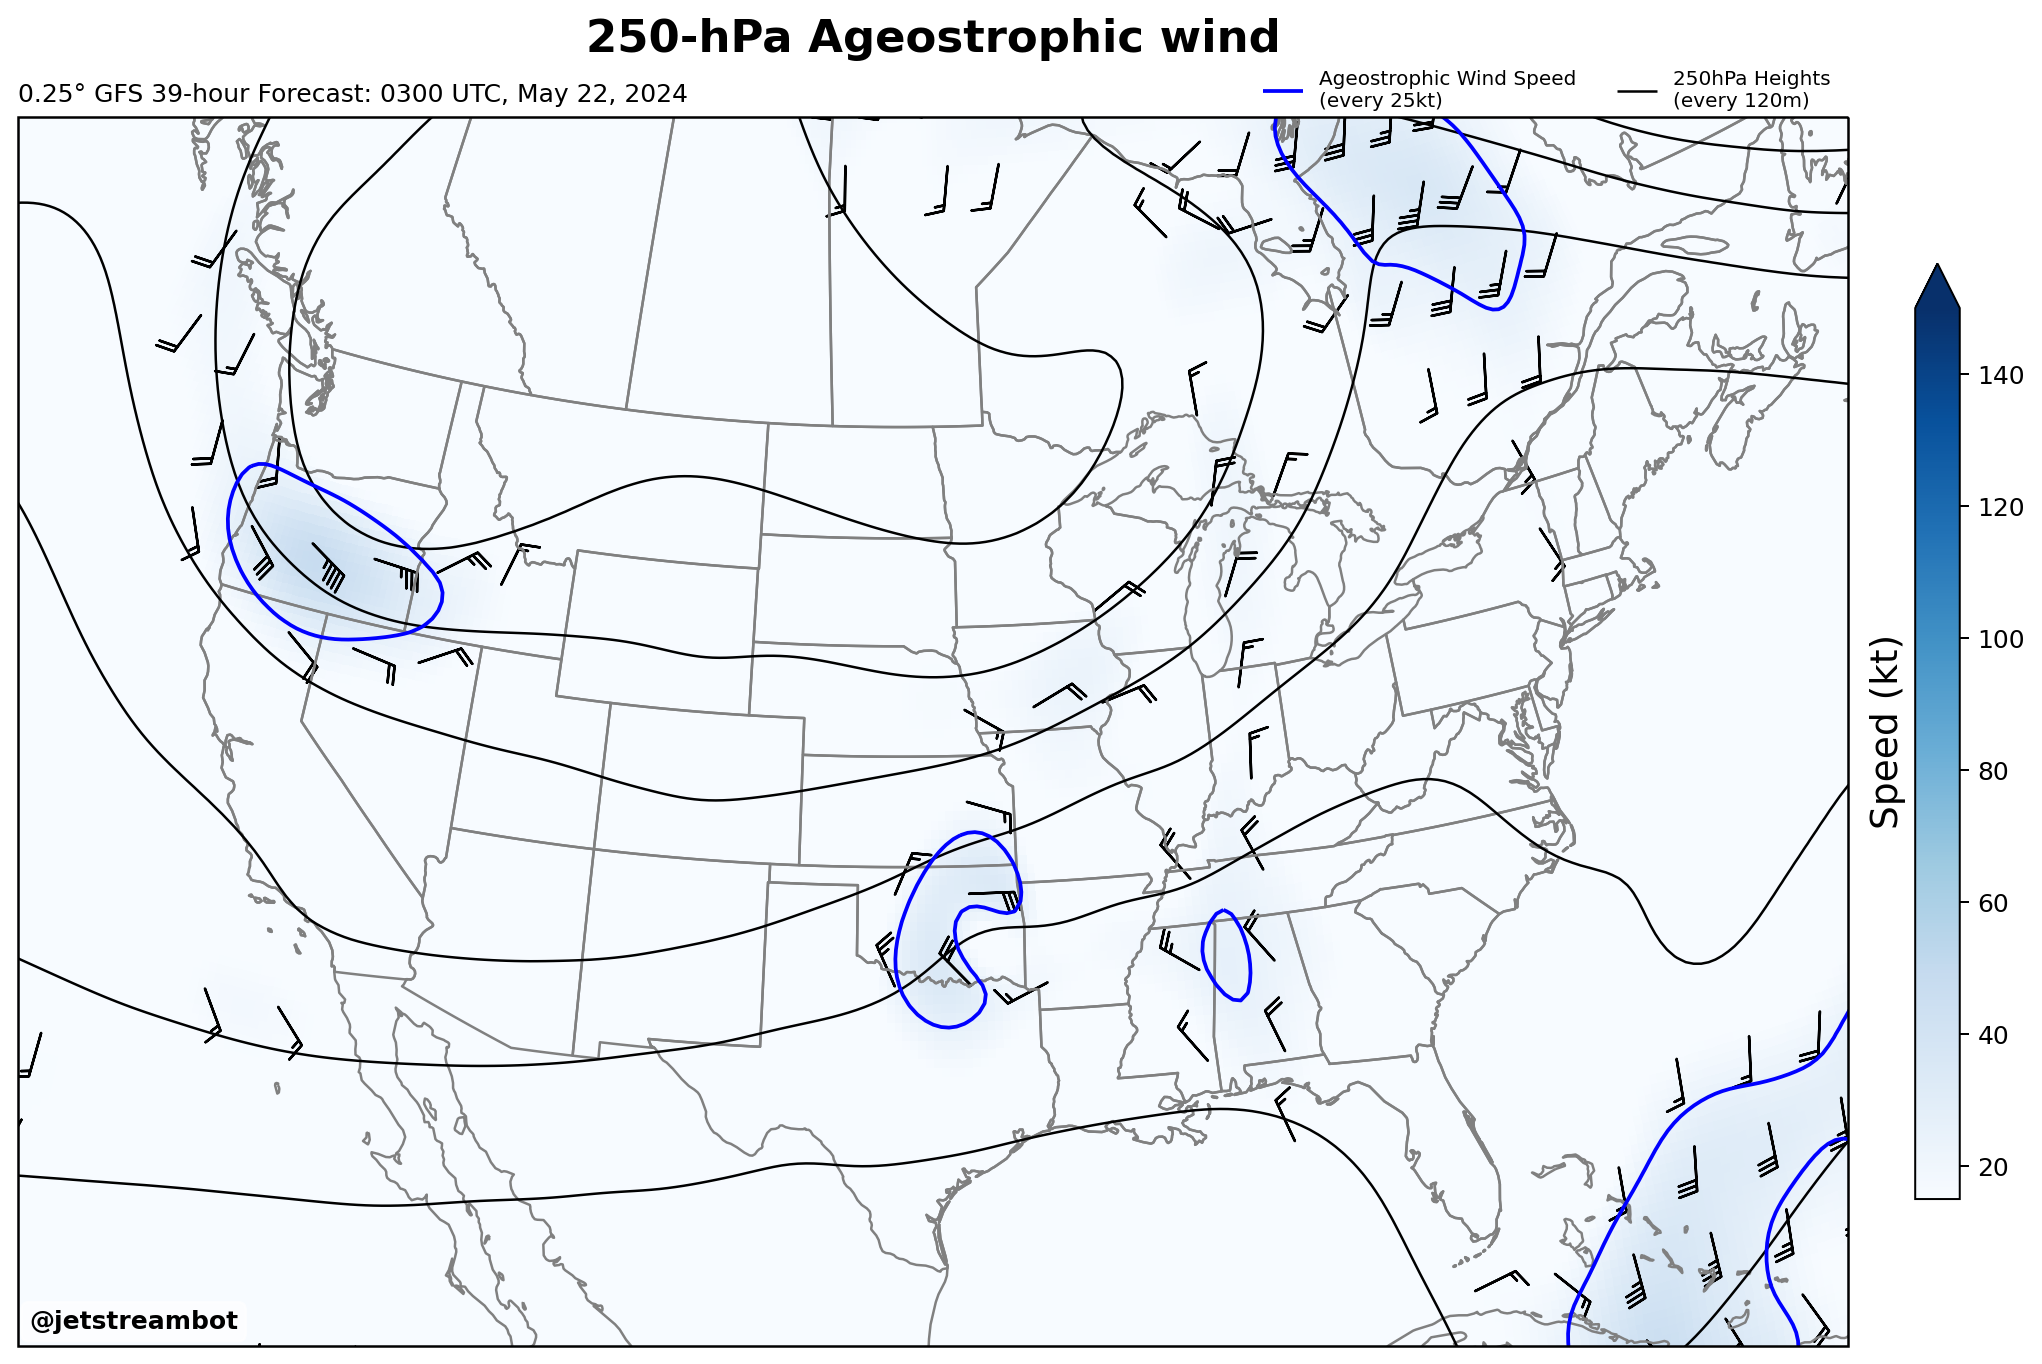 250-hPa Ageostrophic wind
0.25° GFS 39-hour Forecast: 0300 UTC, May 22, 2024
Ageostrophic Wind Speed
(every 25kt)
250hPa Heights
(every 120m)
140
120
100
80
60
40
20
Speed (kt)
@jetstreambot